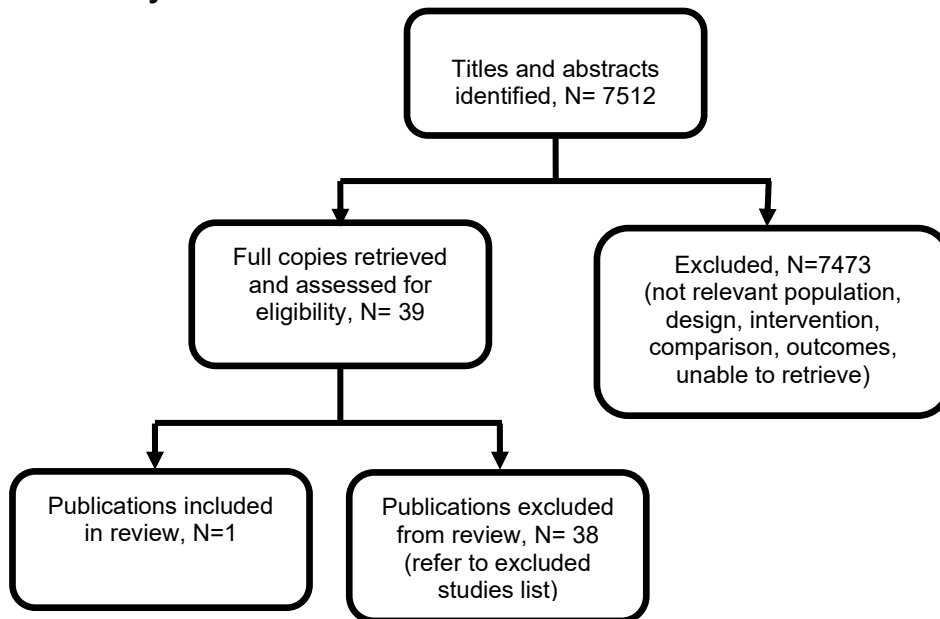 Titles and abstracts
identified, N= 7512
Full copies retrieved
and assessed for
eligibility, N= 39
Excluded, N=7473
(not relevant population,
design, intervention,
comparison, outcomes,
unable to retrieve)
Publications included
in review, N=1
Publications excluded
from review, N= 38
(refer to excluded
studies list)